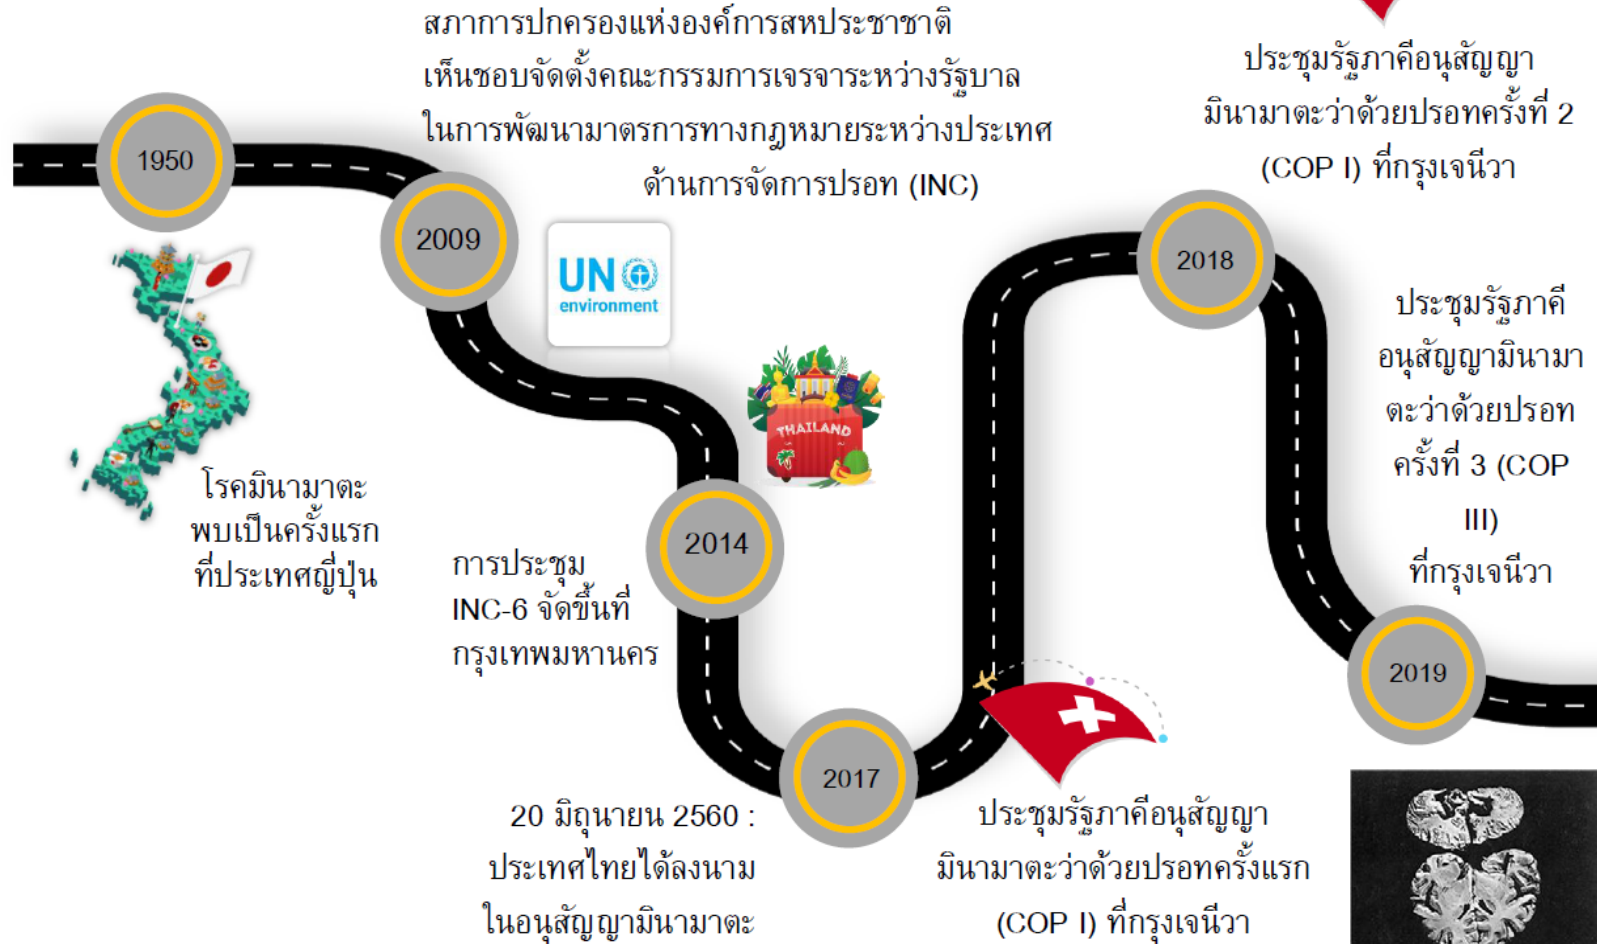 สภาการปกครองแห่งองค์การสหประชาชาติ
เห็นชอบจัดตั้งคณะกรรมการเจรจาระหว่างรัฐบาล
ในการพัฒนามาตรการทางกฎหมายระหว่างประเทศ
ด้านการจัดการปรอท (INC)
1950
โรคมินามาตะ
พบเป็นครั้งแรก
ที่ประเทศญี่ปุ่น
2009
UN
environment
THAILAND
2014
การประชุม
INC-6 จัดขึ้นที่
กรุงเทพมหานคร
2017
20 มิถุนายน 2560 :
ประเทศไทยได้ลงนาม
ในอนุสัญญามินามาตะ
ประชุมรัฐภาคีอนุสัญญา
มินามาตะว่าด้วยปรอทครั้งแรก
(COP I) ที่กรุงเจนีวา
ประชุมรัฐภาคีอนุสัญญา
มินามาตะว่าด้วยปรอทครั้งที่ 2
(COP I) ที่กรุงเจนีวา
2018
ประชุมรัฐภาคี
อนุสัญญามินามา
ตะว่าด้วยปรอท
ครั้งที่ 3 (COP
III)
ที่กรุงเจนีวา
2019